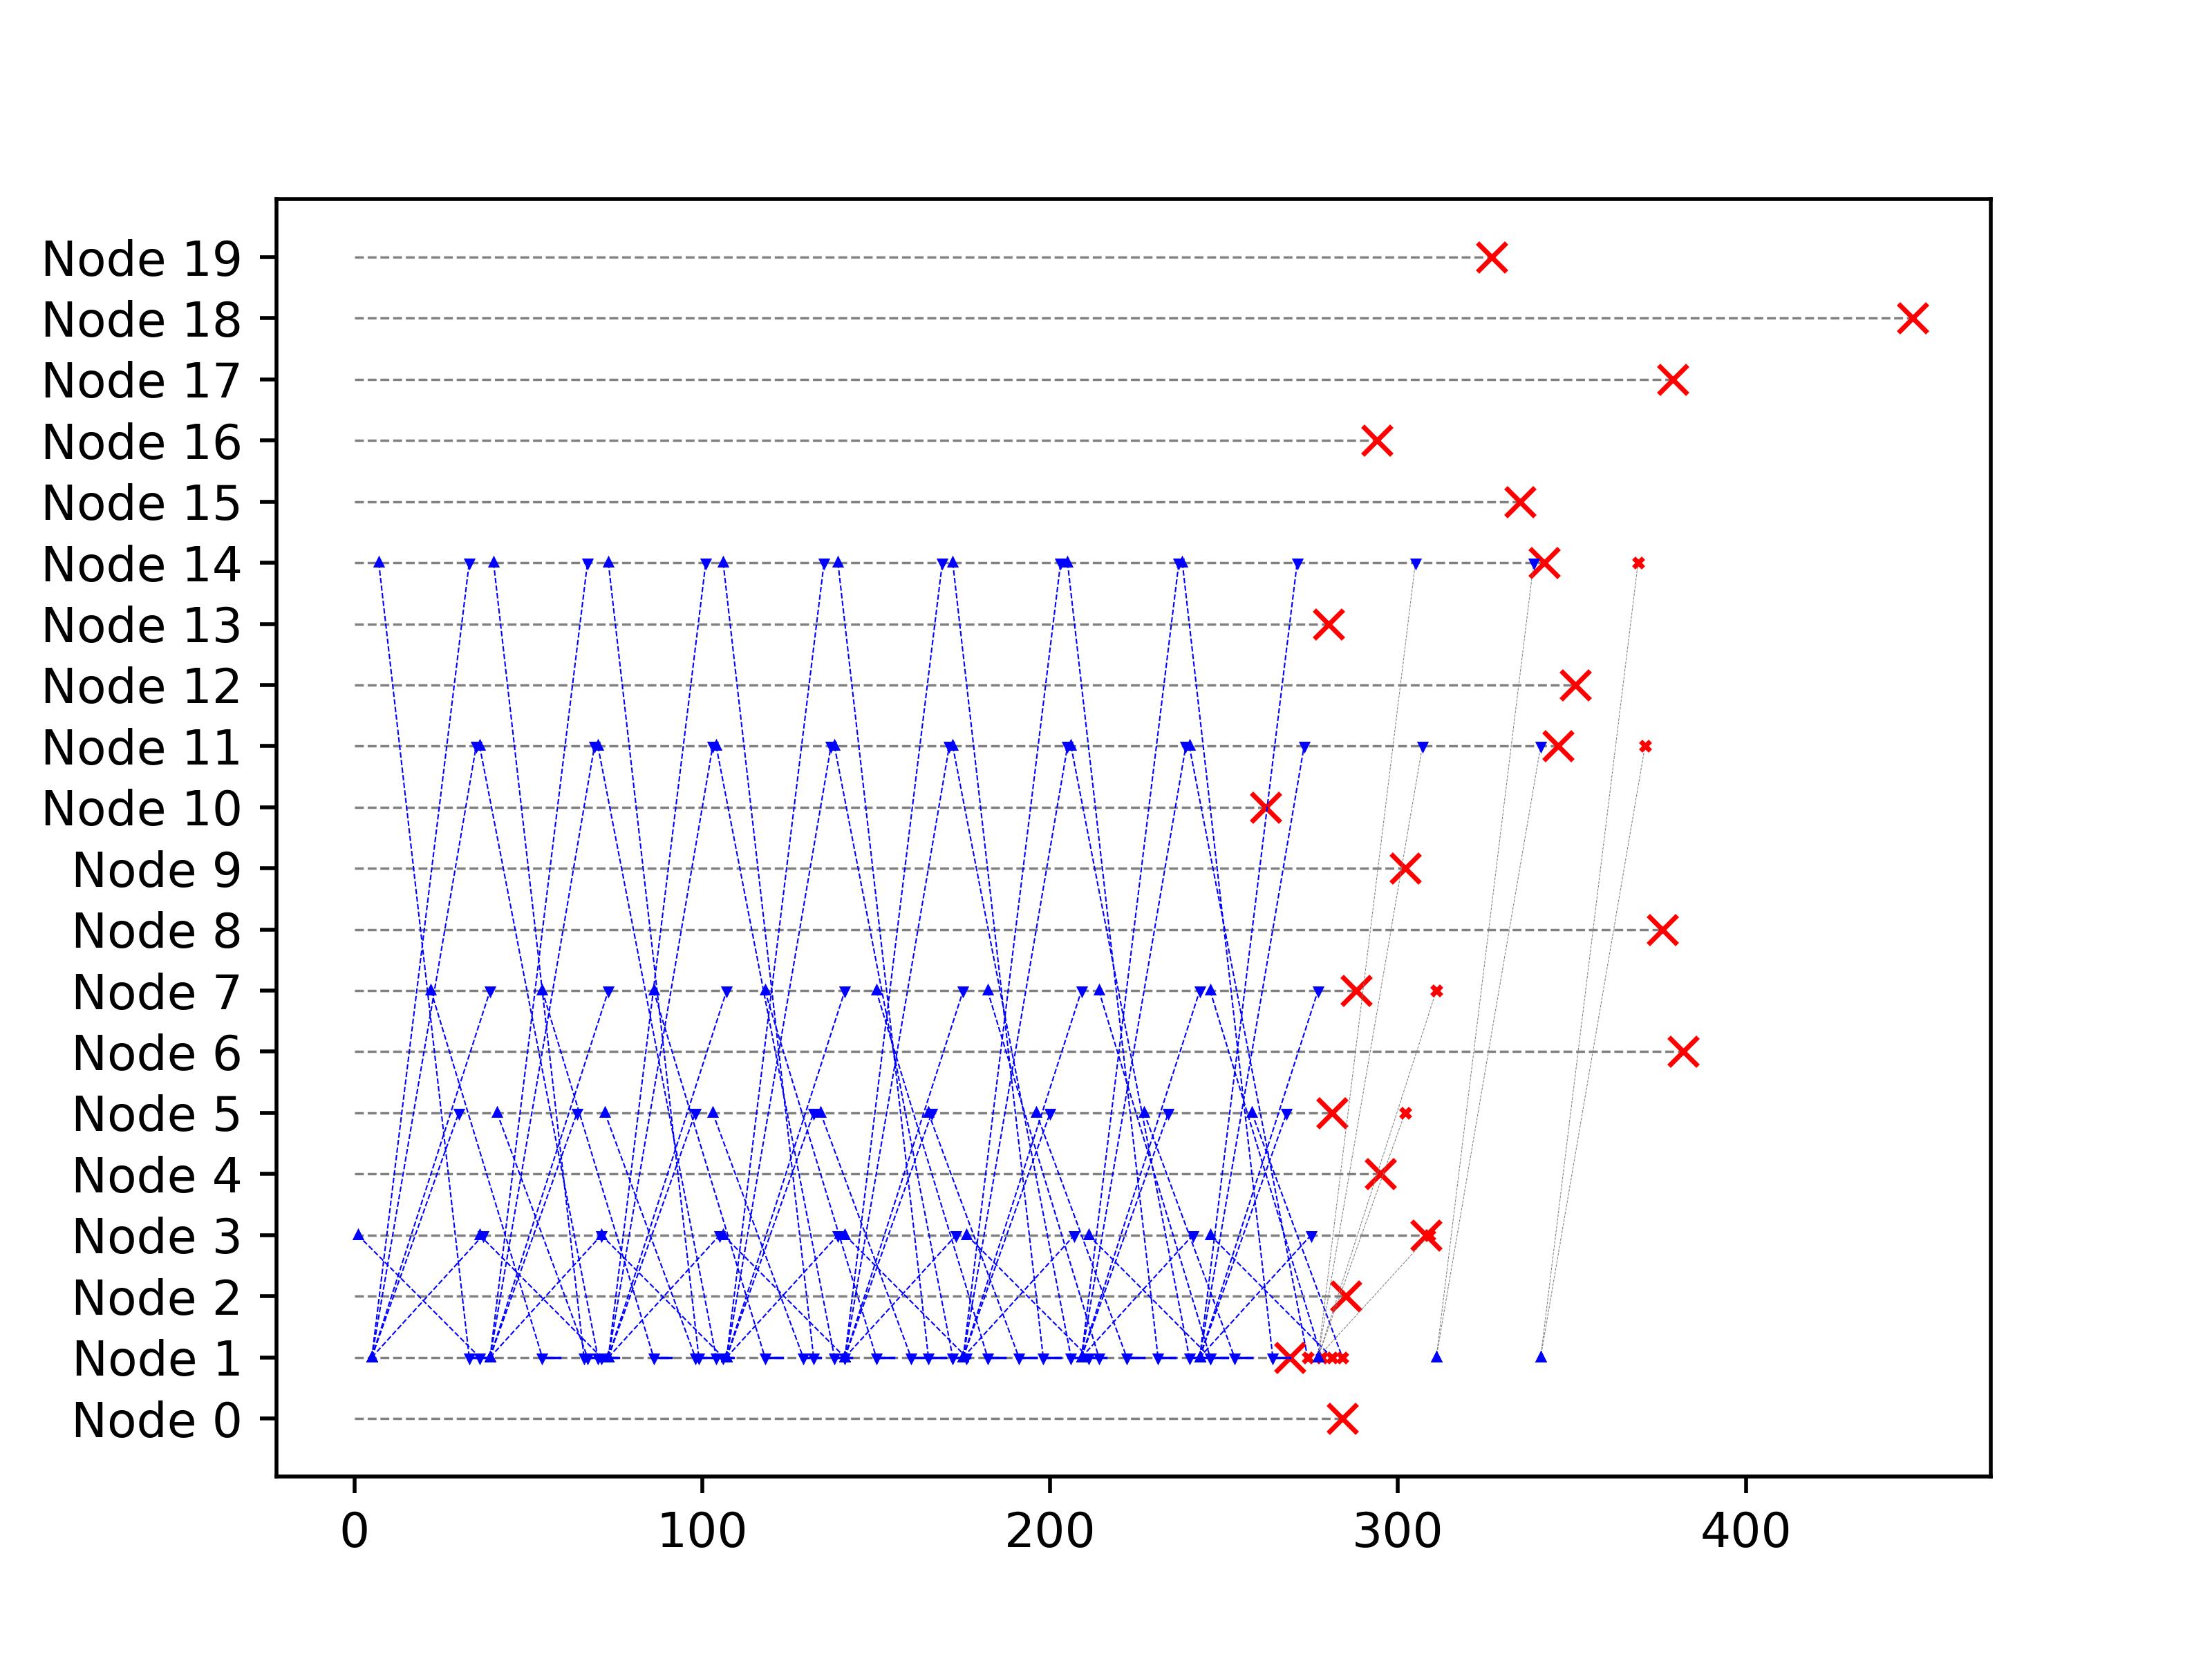 Node 19
Node 18
Node 17
Node 16
Node 15
Node 14
Node 13
Node 12
Node 11
Node 10
Node 9
Node 8
Node 7
Node 6
Node 5
Node 4
Node 3
Node 2
Node 1
Node 0
0 100 200 300 400